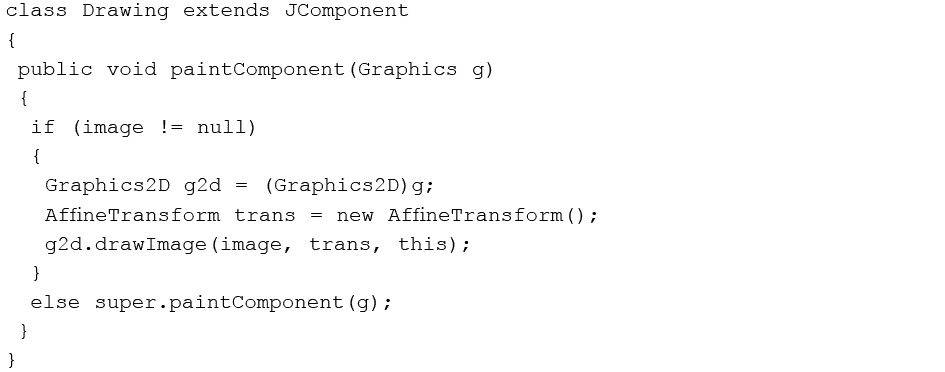 class Drawing extends JComponent
{
public void paintComponent(Graphics g)
{
if (image != null)
{
Graphics2D g2d = (Graphics2D)g;
AffineTransform trans = new AffineTransform();
g2d.drawImage(image, trans, this);
}
else super.paintComponent(g);
}
}